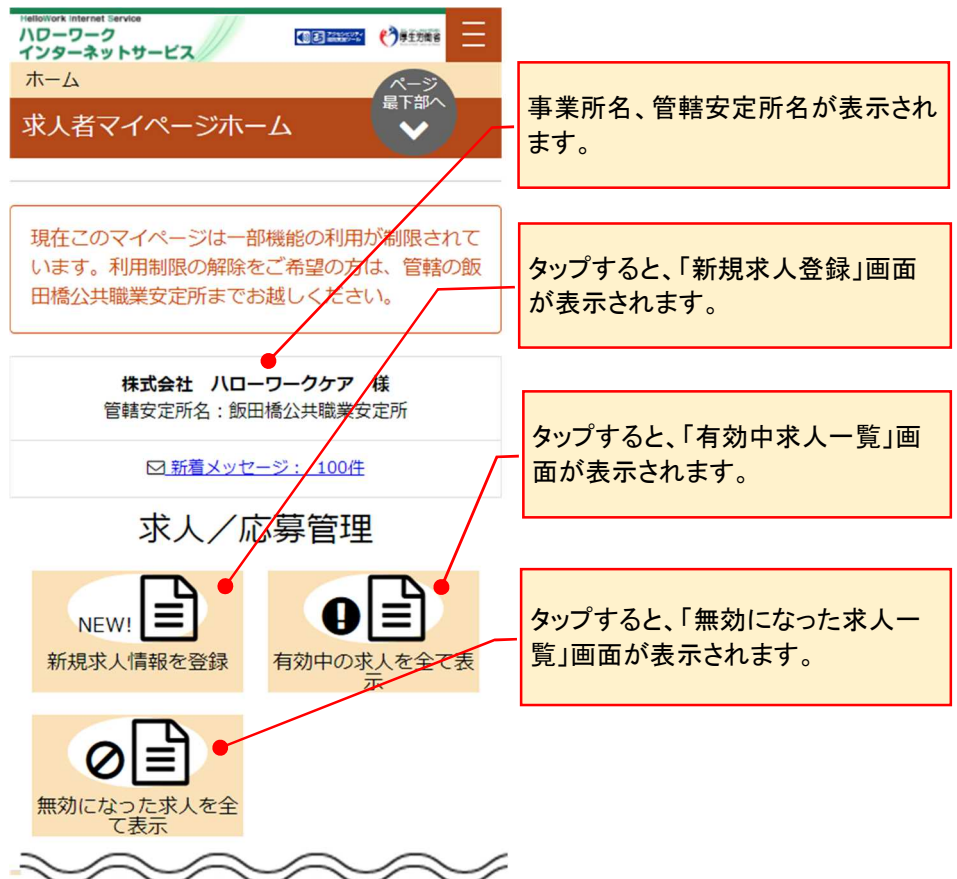 HelloWork Internet Service
ハローワーク
インターネットサービス
厚生労働省
ホーム
ページ
最下部へ
求人者マイページホーム
現在このマイページは一部機能の利用が制限されて
います。利用制限の解除をご希望の方は、管轄の飯
田橋公共職業安定所までお越しください。
株式会社　ハローワークケア　様
管轄安定所名：飯田橋公共職業安定所
新着メッセージ：　100件
求人／応募管理
NEW!
新規求人情報を登録
有効中の求人を全て表
示
無効になった求人を全
て表示
事業所名、管轄安定所名が表示され
ます。
タップすると、「新規求人登録」画面
が表示されます。
タップすると、「有効中求人一覧」画
面が表示されます。
タップすると、「無効になった求人一
覧」画面が表示されます。